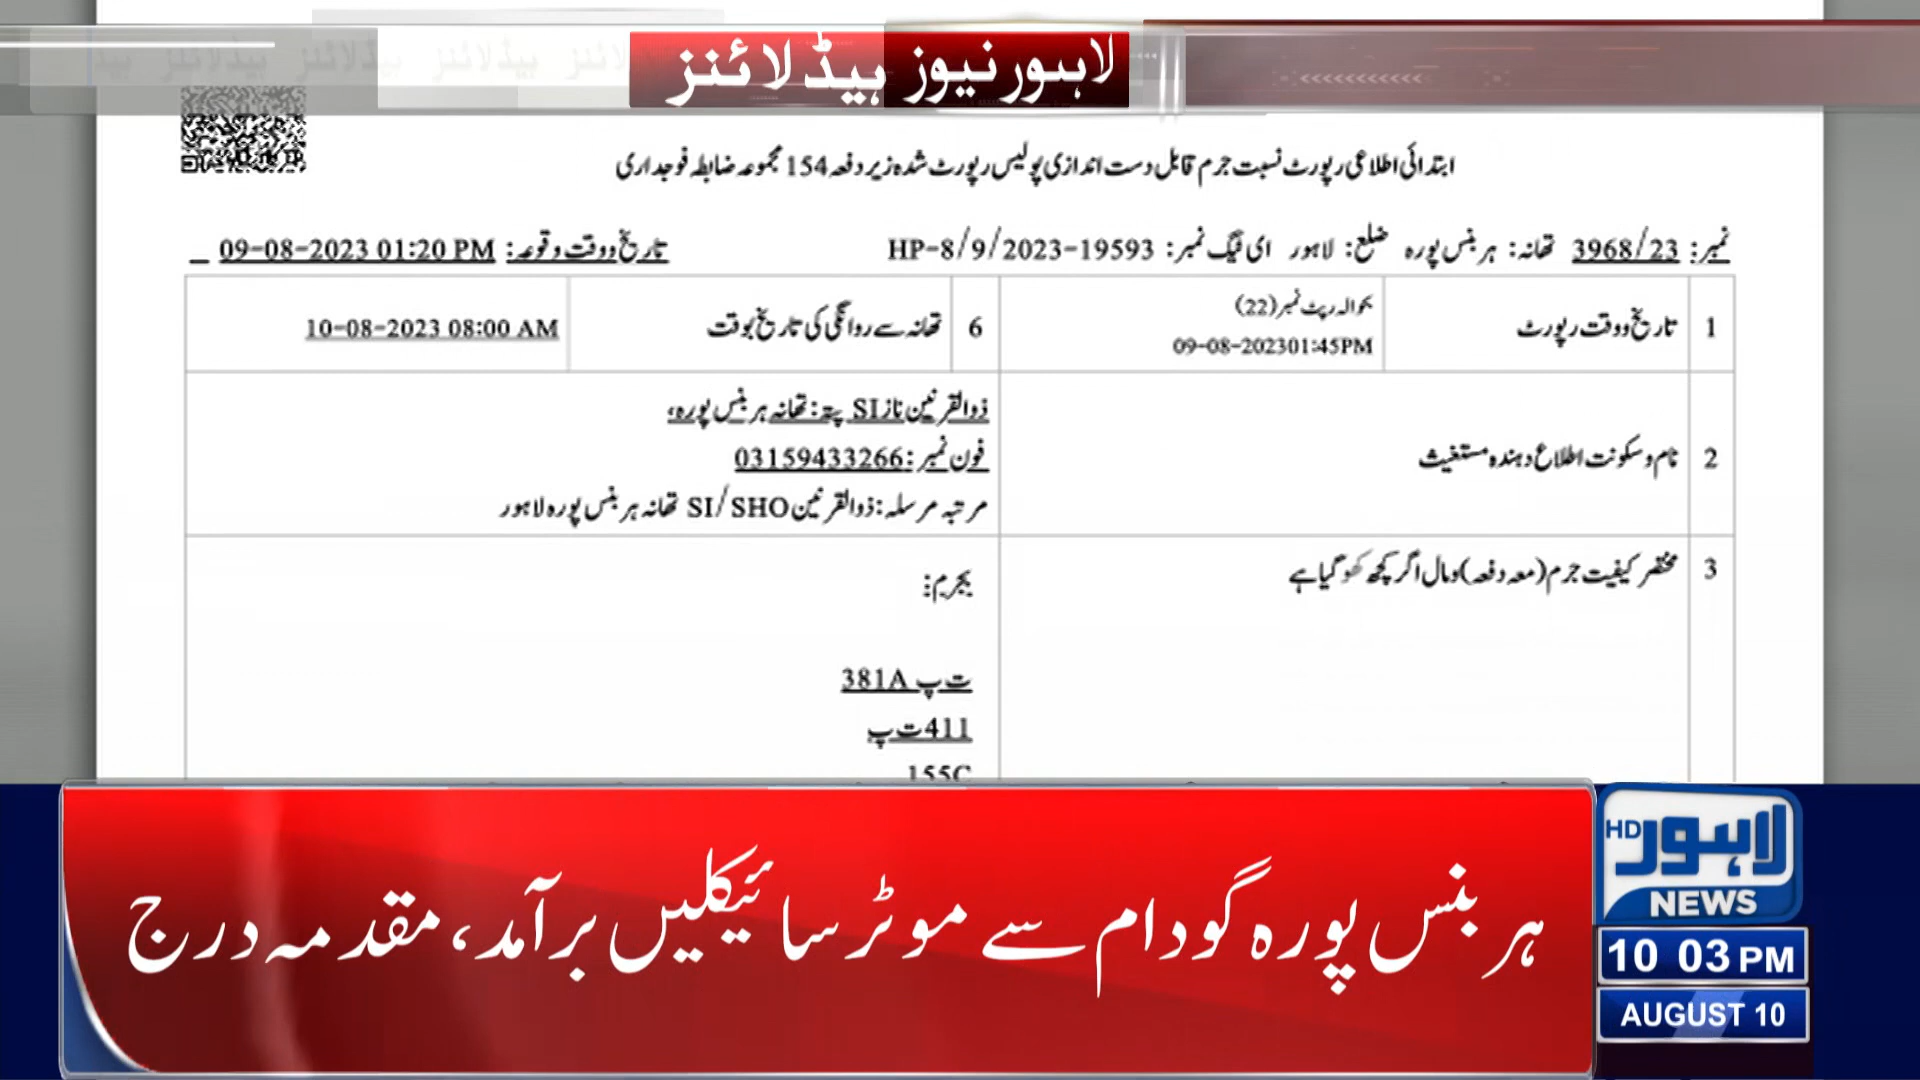 لاہور نیوز ہیڈ لائنز
ابتدائی اطلاعی رپورٹ نسبت جرم قابل دست اندازی پولیس رپورٹ شدہ زیر دفعہ 154 مجموعہ ضابطہ فوجداری
نمبر: 3968/23 تھانہ: ہربنس پورہ ضلع: لاہور ای ٹیگ نمبر: HP-8/9/2023-19593 تاریخ ووقت وقوعہ: 09-08-2023 01:20 PM
1 تاریخ ووقت رپورٹ
بحوالہ رپٹ نمبر(22)
09-08-202301:45PM
6 تھانہ سے روانگی کی تاریخ بوقت
10-08-2023 08:00 AM
2 نام و سکونت اطلاع دہندہ مستغیث
ذوالقرنین نازSI پتہ: تھانہ ہربنس پورہ،
فون نمبر: 03159433266
مرتبہ مرسلہ: ذوالقرنین SI/SHO تھانہ ہربنس پورہ لاہور
3 مختصر کیفیت جرم(معہ دفعہ)ومال اگر کچھ کھو گیا ہے
بجرم:
381A ت پ
411ت پ
155C
ہربنس پورہ گودام سے موٹر سائیکلیں برآمد، مقدمہ درج
لاہور HD
NEWS
10 03 PM
AUGUST 10